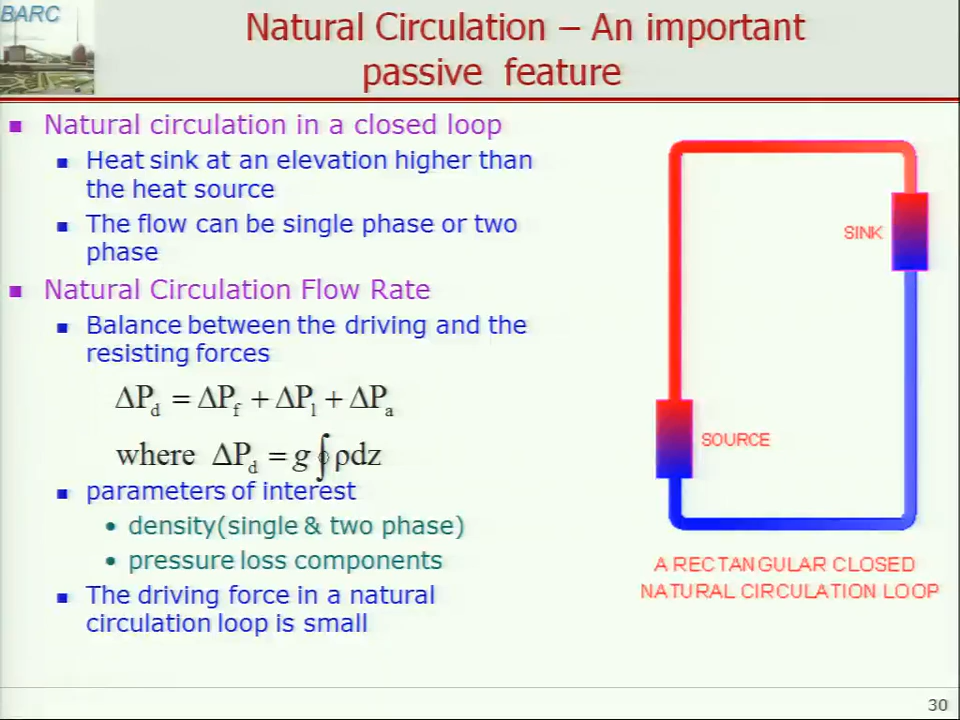 BARC
Natural Circulation – An important
passive feature
Natural circulation in a closed loop
Heat sink at an elevation higher than
the heat source
The flow can be single phase or two
phase
Natural Circulation Flow Rate
Balance between the driving and the
resisting forces
ΔP_d = ΔP_f + ΔP_l + ΔP_a
where ΔP_d = g∮ρdz
parameters of interest
• density(single & two phase)
• pressure loss components
The driving force in a natural
circulation loop is small
SINK
SOURCE
A RECTANGULAR CLOSED
NATURAL CIRCULATION LOOP
30